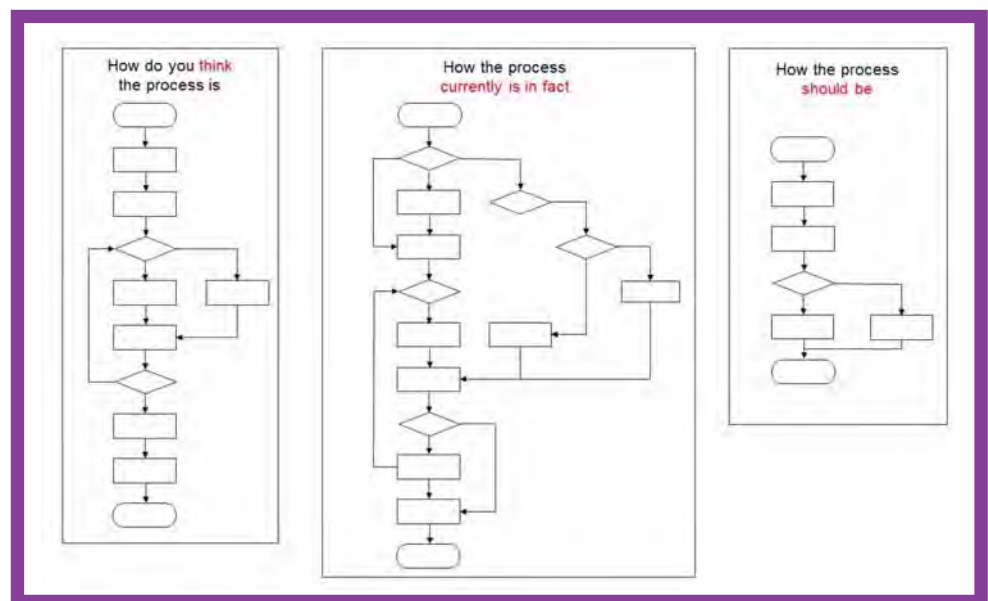 How do you think
the process is
How the process
currently is in fact
How the process
should be